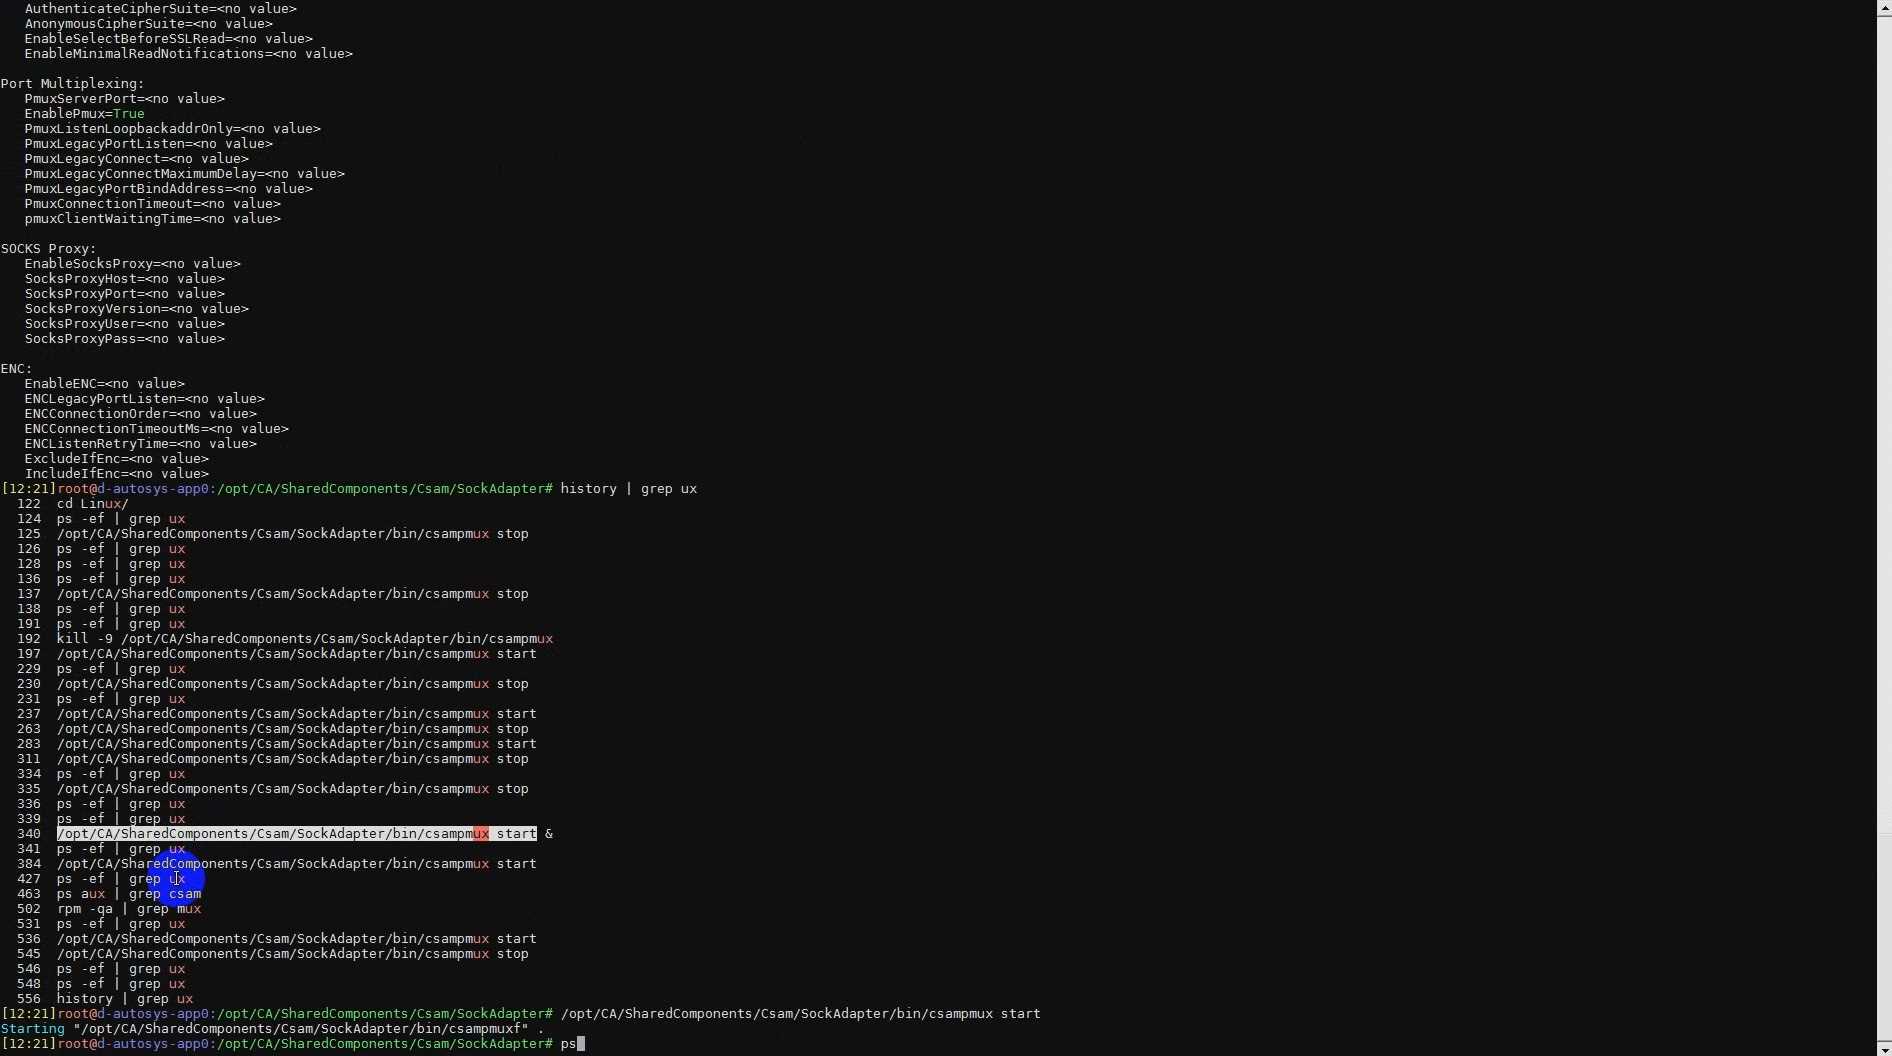 AuthenticateCipherSuite=<no value>
AnonymousCipherSuite=<no value>
EnableSelectBeforeSSLRead=<no value>
EnableMinimalReadNotifications=<no value>
Port Multiplexing:
PmuxServerPort=<no value>
EnablePmux=True
PmuxListenLoopbackaddrOnly=<no value>
PmuxLegacyPortListen=<no value>
PmuxLegacyConnect=<no value>
PmuxLegacyConnectMaximumDelay=<no value>
PmuxLegacyPortBindAddress=<no value>
PmuxConnectionTimeout=<no value>
pmuxClientWaitingTime=<no value>
SOCKS Proxy:
EnableSocksProxy=<no value>
SocksProxyHost=<no value>
SocksProxyPort=<no value>
SocksProxyVersion=<no value>
SocksProxyUser=<no value>
SocksProxyPass=<no value>
ENC:
EnableENC=<no value>
ENCLegacyPortListen=<no value>
ENCConnectionOrder=<no value>
ENCConnectionTimeoutMs=<no value>
ENCListenRetryTime=<no value>
ExcludeIfEnc=<no value>
IncludeIfEnc=<no value>
[12:21]root@d-autosys-app0:/opt/CA/SharedComponents/Csam/SockAdapter# history | grep ux
122 cd Linux/
124 ps -ef | grep ux
125 /opt/CA/SharedComponents/Csam/SockAdapter/bin/csampmux stop
126 ps -ef | grep ux
128 ps -ef | grep ux
136 ps -ef | grep ux
137 /opt/CA/SharedComponents/Csam/SockAdapter/bin/csampmux stop
138 ps -ef | grep ux
191 ps -ef | grep ux
192 kill -9 /opt/CA/SharedComponents/Csam/SockAdapter/bin/csampmux
197 /opt/CA/SharedComponents/Csam/SockAdapter/bin/csampmux start
229 ps -ef | grep ux
230 /opt/CA/SharedComponents/Csam/SockAdapter/bin/csampmux stop
231 ps -ef | grep ux
237 /opt/CA/SharedComponents/Csam/SockAdapter/bin/csampmux start
263 /opt/CA/SharedComponents/Csam/SockAdapter/bin/csampmux stop
283 /opt/CA/SharedComponents/Csam/SockAdapter/bin/csampmux start
311 /opt/CA/SharedComponents/Csam/SockAdapter/bin/csampmux stop
334 ps -ef | grep ux
335 /opt/CA/SharedComponents/Csam/SockAdapter/bin/csampmux stop
336 ps -ef | grep ux
339 ps -ef | grep ux
340 /opt/CA/SharedComponents/Csam/SockAdapter/bin/csampmux start &
341 ps -ef | grep ux
384 /opt/CA/SharedComponents/Csam/SockAdapter/bin/csampmux start
427 ps -ef | grep ux
463 ps aux | grep csam
502 rpm -qa | grep mux
531 ps -ef | grep ux
536 /opt/CA/SharedComponents/Csam/SockAdapter/bin/csampmux start
545 /opt/CA/SharedComponents/Csam/SockAdapter/bin/csampmux stop
546 ps -ef | grep ux
548 ps -ef | grep ux
556 history | grep ux
[12:21]root@d-autosys-app0:/opt/CA/SharedComponents/Csam/SockAdapter# /opt/CA/SharedComponents/Csam/SockAdapter/bin/csampmux start
Starting "/opt/CA/SharedComponents/Csam/SockAdapter/bin/csampmuxf" .
[12:21]root@d-autosys-app0:/opt/CA/SharedComponents/Csam/SockAdapter# ps